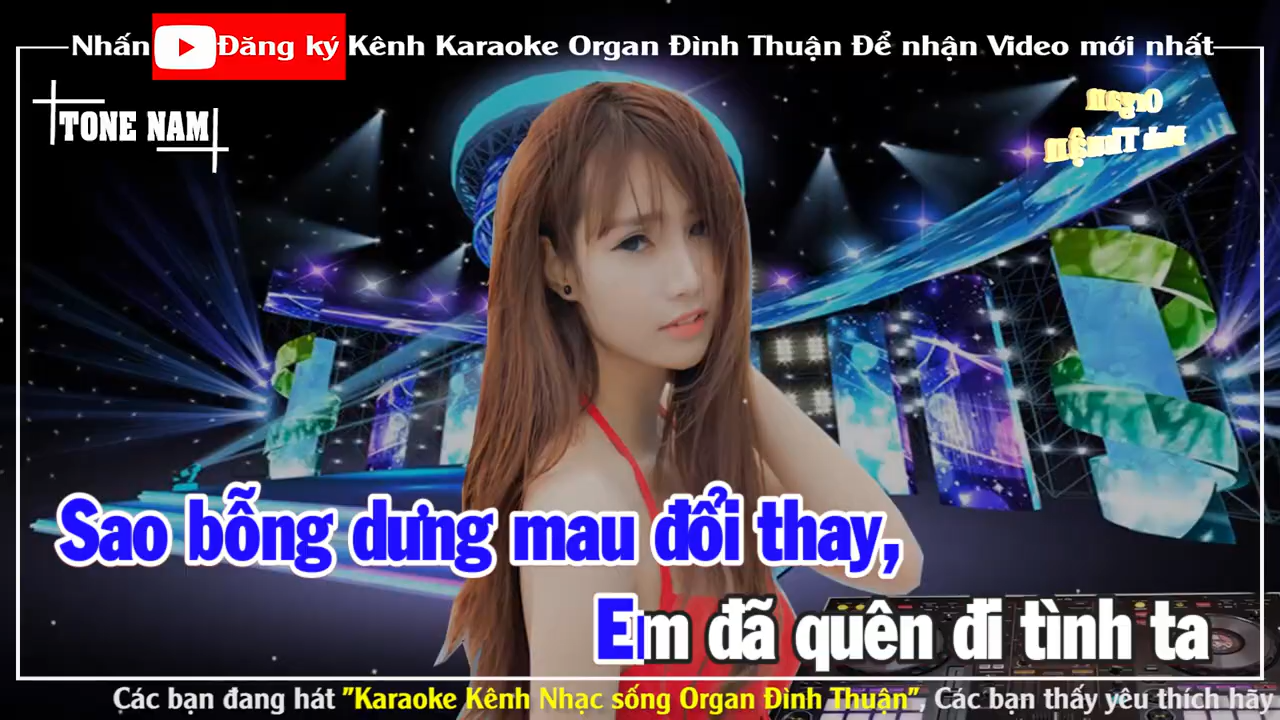 Nhấn Đăng ký Kênh Karaoke Organ Đình Thuận Để nhận Video mới nhất
TONE NAM
Organ
Sao bỗng dưng mau đổi thay,
Em đã quên đi tình ta
Các bạn đang hát "Karaoke Kênh Nhạc sống Organ Đình Thuận", Các bạn thấy yêu thích hãy